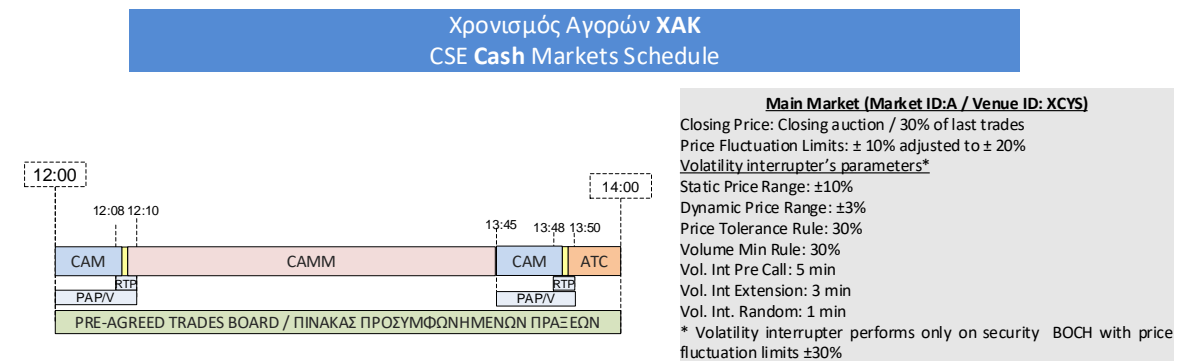 Χρονισμός Αγορών ΧΑΚ
CSE Cash Markets Schedule
Main Market (Market ID:A / Venue ID: XCYS)
Closing Price: Closing auction / 30% of last trades
Price Fluctuation Limits: ± 10% adjusted to ± 20%
Volatility interrupter's parameters*
Static Price Range: ±10%
Dynamic Price Range: ±3%
Price Tolerance Rule: 30%
Volume Min Rule: 30%
Vol. Int Pre Call: 5 min
Vol. Int Extension: 3 min
Vol. Int. Random: 1 min
* Volatility interrupter performs only on security BOCH with price
fluctuation limits ±30%
12:00
14:00
12:08 12:10
13:45 13:48 13:50
CAM CAMM CAM ATC
RTP RTP
PAP/V PAP/V
PRE-AGREED TRADES BOARD / ΠΙΝΑΚΑΣ ΠΡΟΣΥΜΦΩΝΗΜΕΝΩΝ ΠΡΑΞΕΩΝ